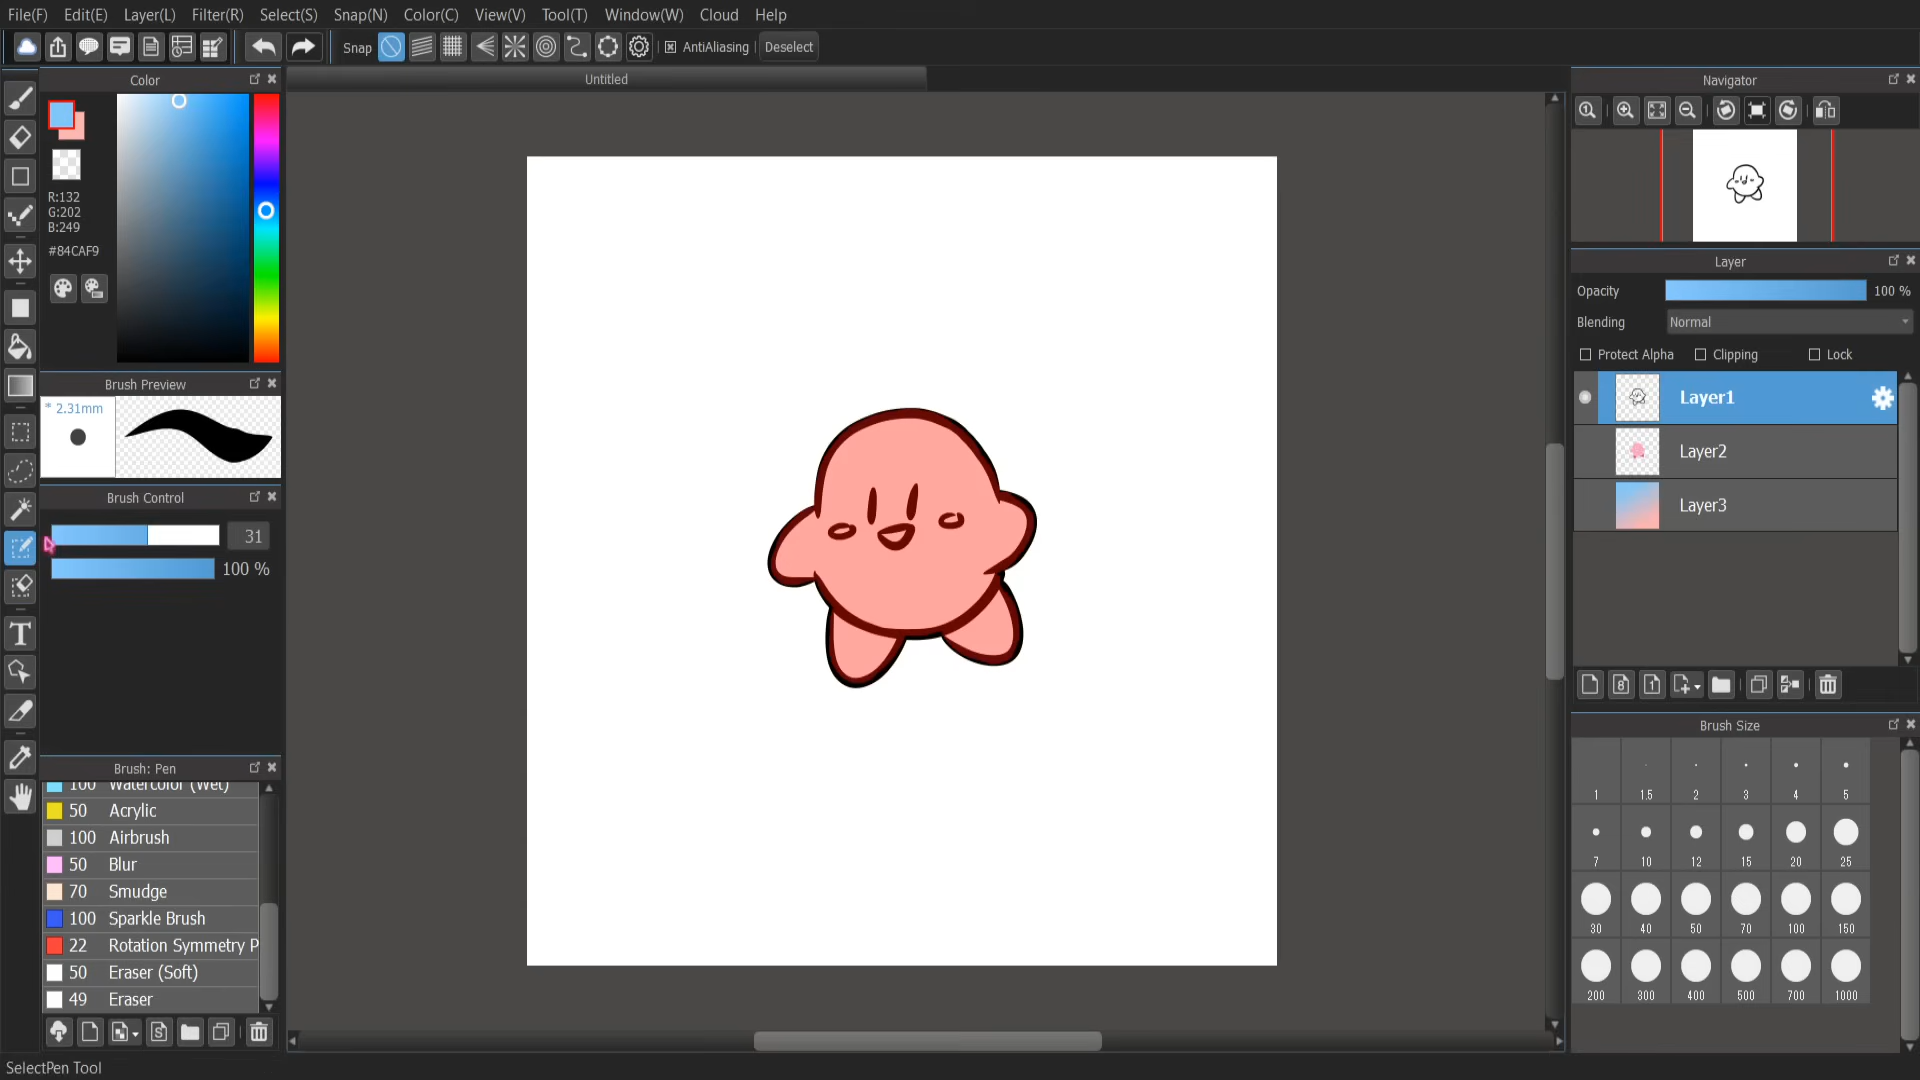 File(F) Edit(E) Layer(L) Filter(R) Select(S) Snap(N) Color(C) View(V) Tool(T) Window(W) Cloud Help
Snap AntiAliasing Deselect
Color
R:132
G:202
B:249
#84CAF9
Brush Preview
* 2.31mm
Brush Control
31
100 %
Brush: Pen
100 Watercolor (Wet)
50 Acrylic
100 Airbrush
50 Blur
70 Smudge
100 Sparkle Brush
22 Rotation Symmetry P
50 Eraser (Soft)
49 Eraser
SelectPen Tool
Untitled
Navigator
Layer
Opacity 100 %
Blending Normal
Protect Alpha Clipping Lock
Layer1
Layer2
Layer3
Brush Size
1 1.5 2 3 4 5
7 10 12 15 20 25
30 40 50 70 100 150
200 300 400 500 700 1000